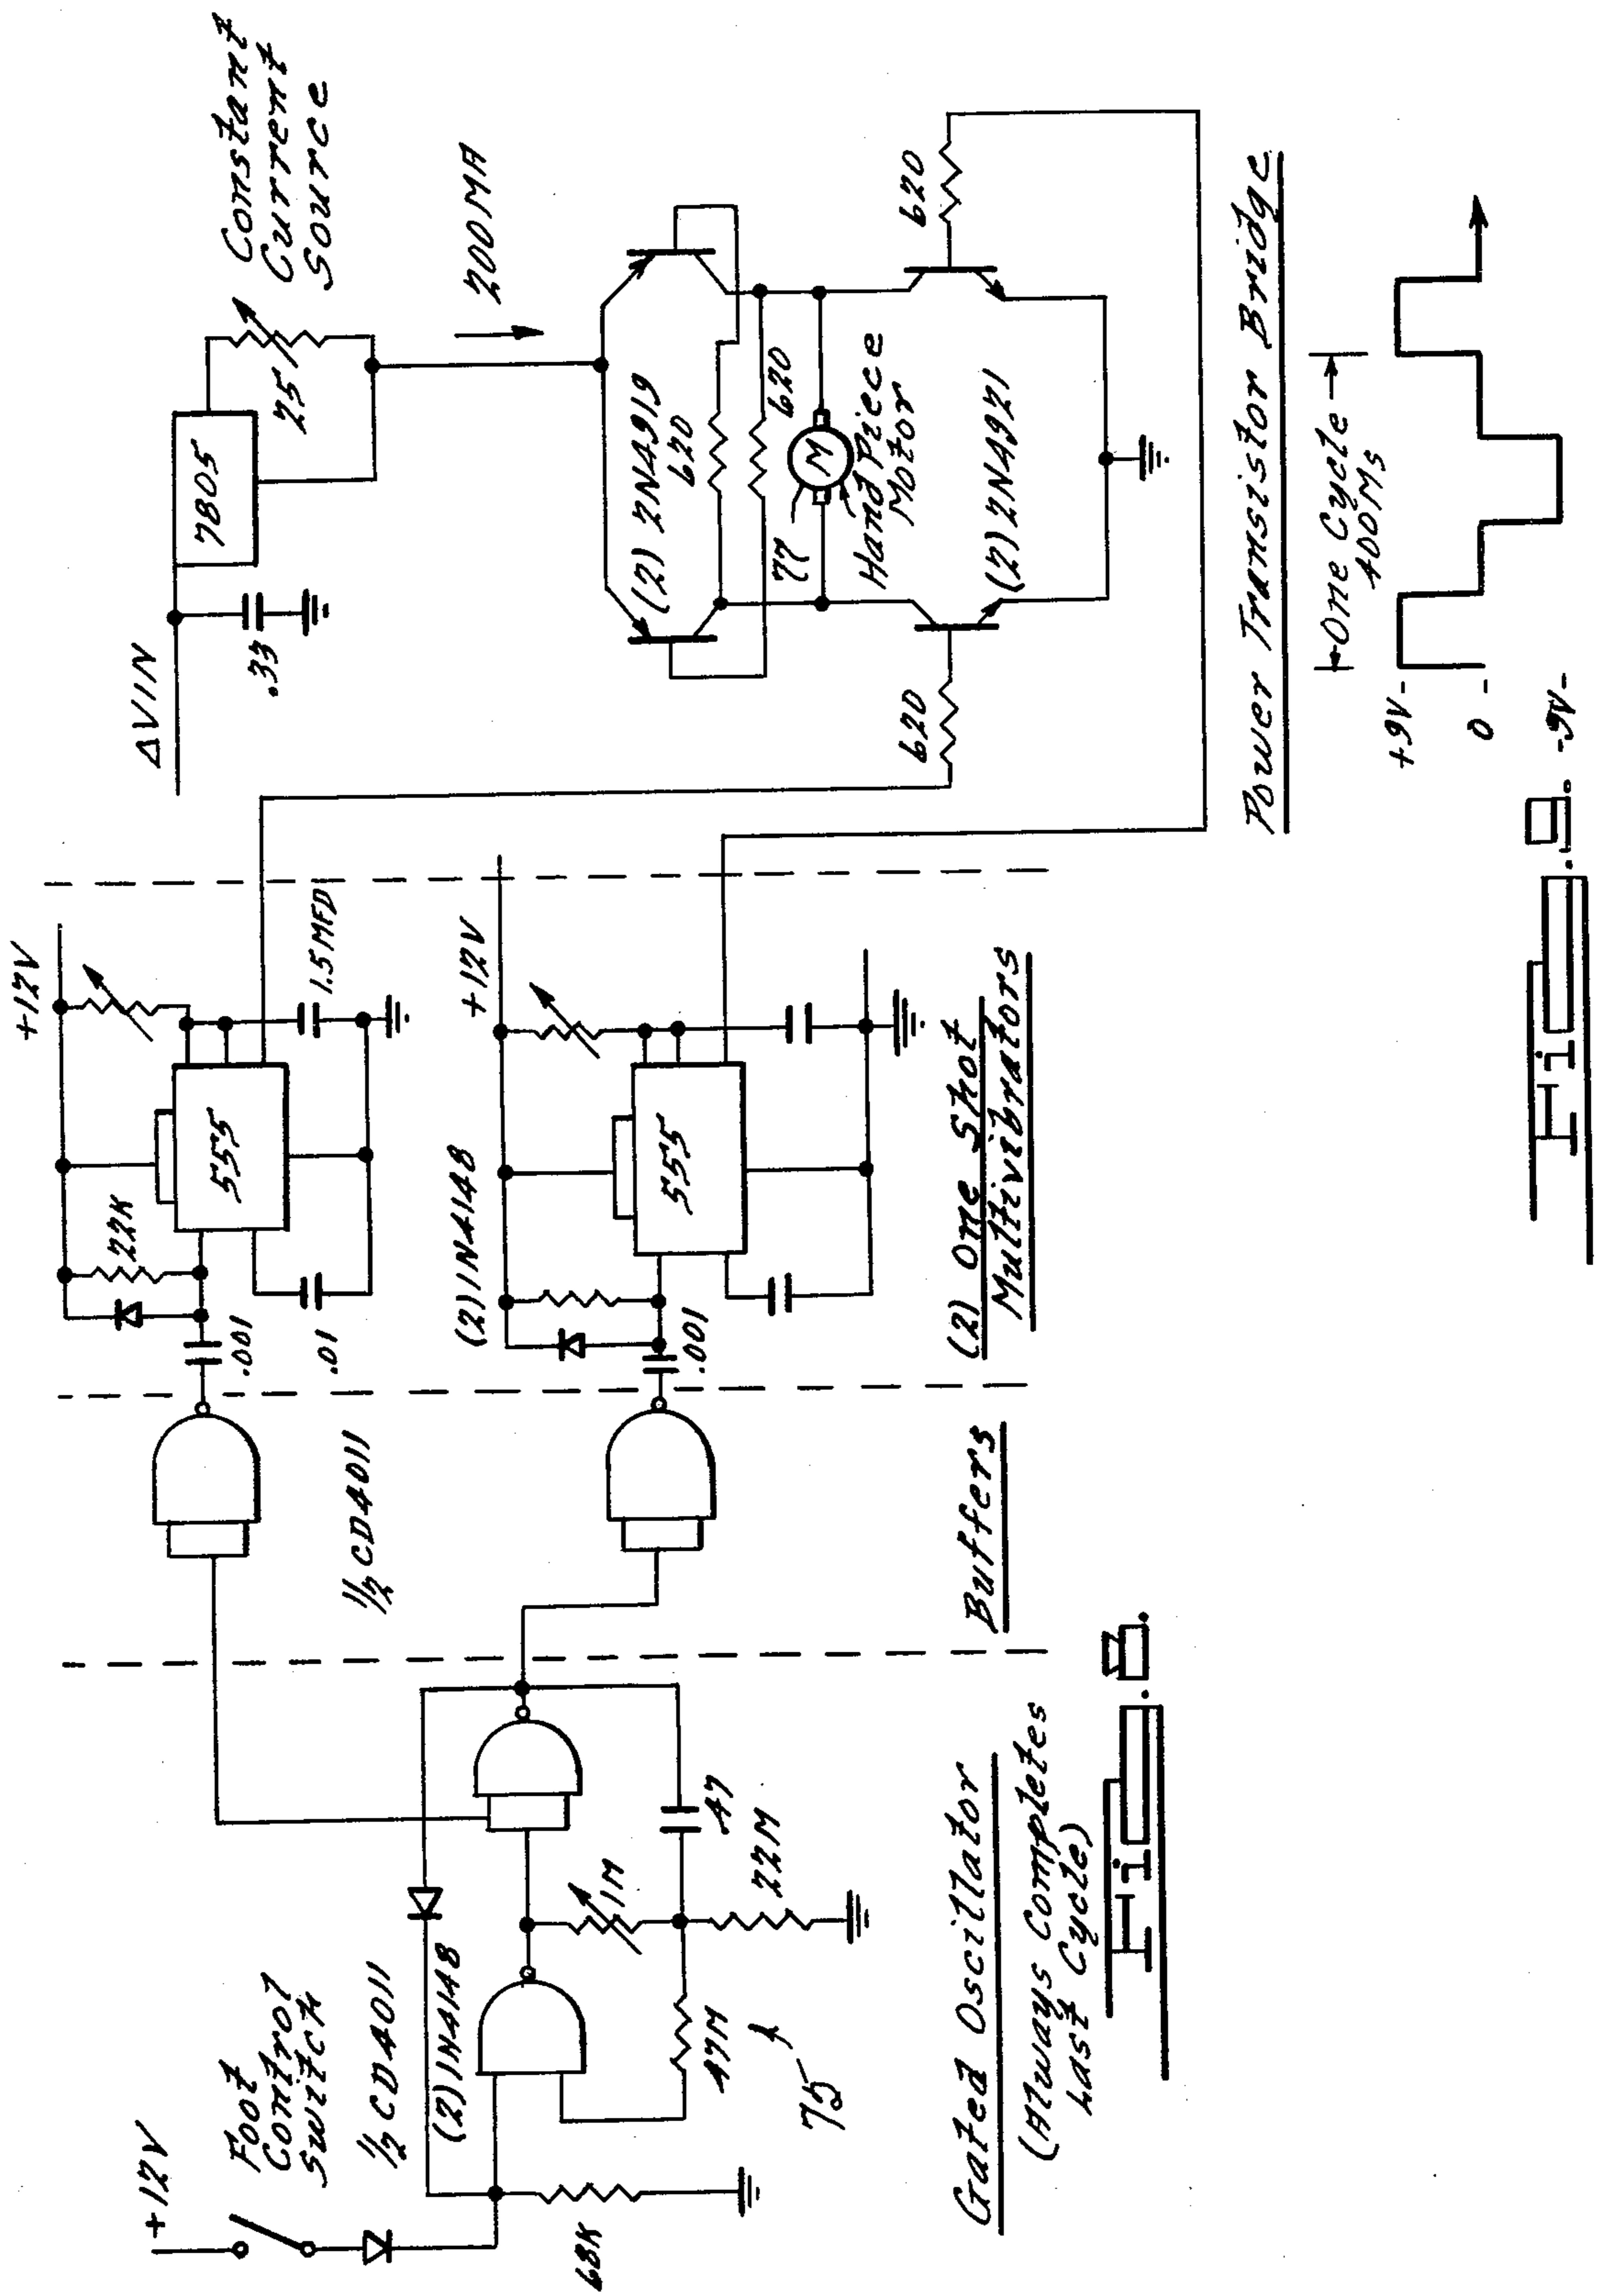 +12V
Foot
Control
Switch
1/2 CD4011
(2) 1N4148
68K
47M
1M
.47
22M
75
Gated Oscillator
(Always Completes
Last Cycle)
Fig. 8.
1/2 CD4011
Buffers
+12V
22K
555
.001
.01
1.5MFD
(2) 1N4148
+12V
555
.001
(2) One Shot
Multivibrators
ΔVIN
.33
7805
25
Constant
Current
Source
200MA
(2) 2N4919
620
620
77
M
Hand Piece
Motor
(2) 2N4921
620
620
Power Transistor Bridge
One Cycle
400Ms
+9V-
0 -
-9V-
Fig. 9.